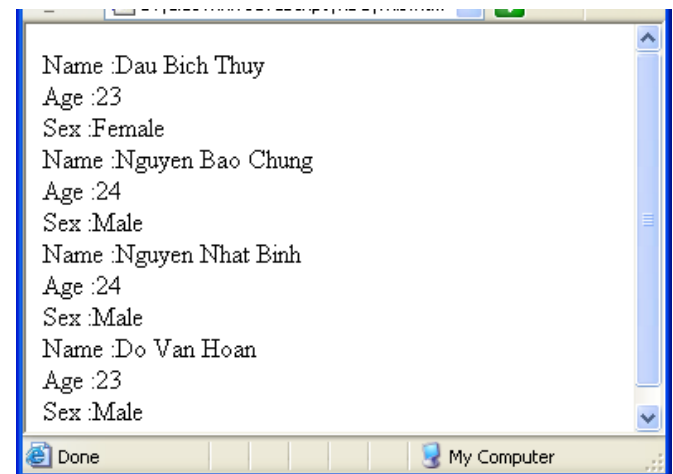 Name :Dau Bich Thuy
Age :23
Sex :Female
Name :Nguyen Bao Chung
Age :24
Sex :Male
Name :Nguyen Nhat Binh
Age :24
Sex :Male
Name :Do Van Hoan
Age :23
Sex :Male
Done
My Computer